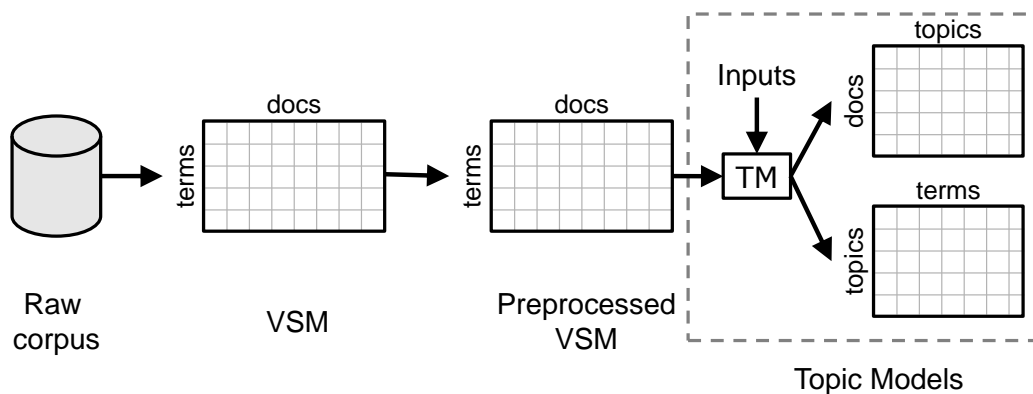 Raw
corpus
docs
terms
VSM
docs
terms
Preprocessed
VSM
Inputs
TM
topics
docs
terms
topics
Topic Models